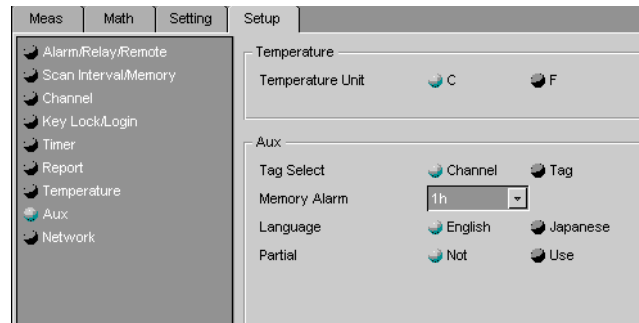 Meas Math Setting Setup
Alarm/Relay/Remote
Scan Interval/Memory
Channel
Key Lock/Login
Timer
Report
Temperature
Aux
Network
Temperature
Temperature Unit C F
Aux
Tag Select Channel Tag
Memory Alarm 1h
Language English Japanese
Partial Not Use